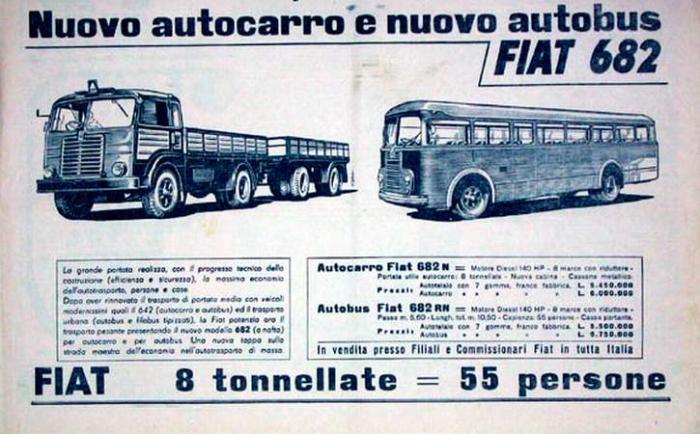 Nuovo autocarro e nuovo autobus
FIAT 682
La grande portata realizza, con il progresso tecnico della
costruzione (efficienza e sicurezza), la massima economia
dell'autotrasporto, persone e cose.
Dopo aver rinnovato il trasporto di portata media con veicoli
modernissimi quali il 642 (autocarro e autobus) ed il trasporto
urbano (autobus e filobus tipizzati), la Fiat potenzia ora il
trasporto pesante presentando il nuovo modello 682 (a nafta)
per autocarro e per autobus. Una nuova tappa sulla
strada maestra dell'economia nell'autotrasporto di massa.
Autocarro Fiat 682 N = Motore Diesel 140 HP - 8 marce con riduttore -
Portata utile autocarro: 8 tonnellate - Nuova cabina - Cassone metallico.
Prezzi: Autotelaio con 7 gomme, franco fabbrica. L. 5.450.000
Autocarro » » » » L. 6.000.000
Autobus Fiat 682 RN = Motore Diesel 140 HP - 8 marce con riduttore -
Passo m. 5,60 - Lungh. tot. m. 10,50 - Capienza: 55 persone - Cassa portante.
Prezzi: Autotelaio con 7 gomme, franco fabbrica. L. 5.500.000
Autobus » » » » L. 9.750.000
In vendita presso Filiali e Commissionari Fiat in tutta Italia
FIAT 8 tonnellate = 55 persone